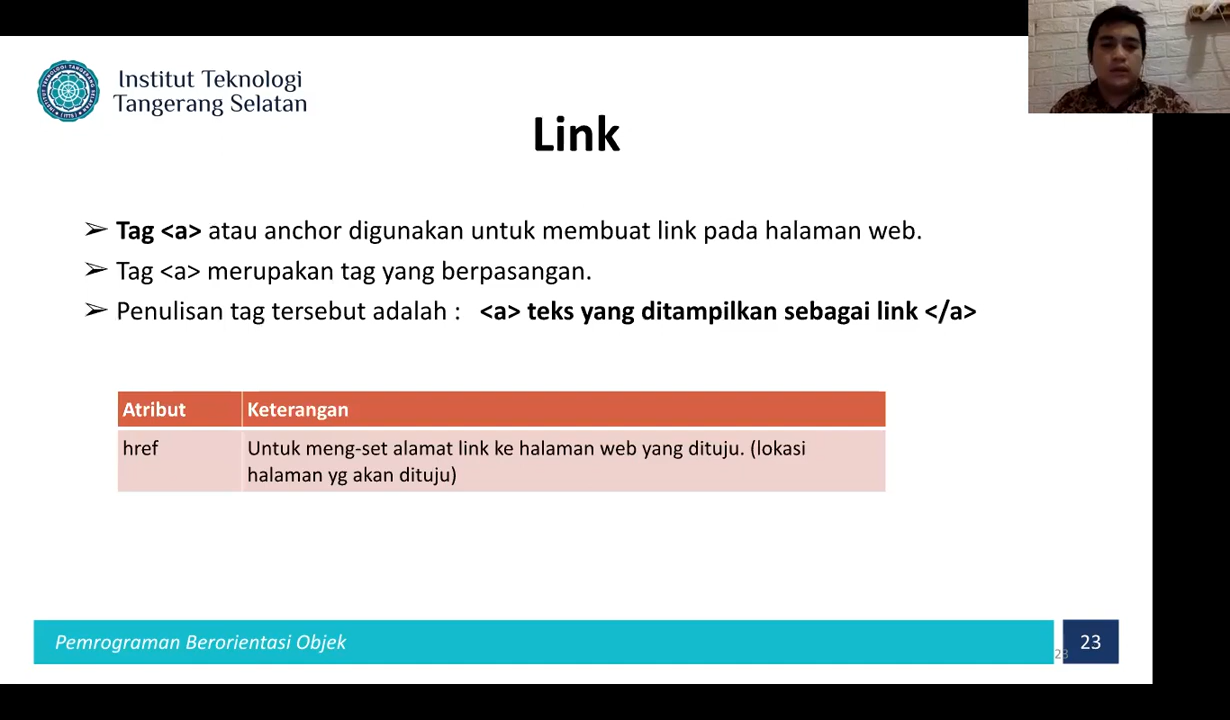 Institut Teknologi
Tangerang Selatan
Link
➢ Tag <a> atau anchor digunakan untuk membuat link pada halaman web.
➢ Tag <a> merupakan tag yang berpasangan.
➢ Penulisan tag tersebut adalah : <a> teks yang ditampilkan sebagai link </a>
Atribut Keterangan
href Untuk meng-set alamat link ke halaman web yang dituju. (lokasi
halaman yg akan dituju)
Pemrograman Berorientasi Objek
23
23